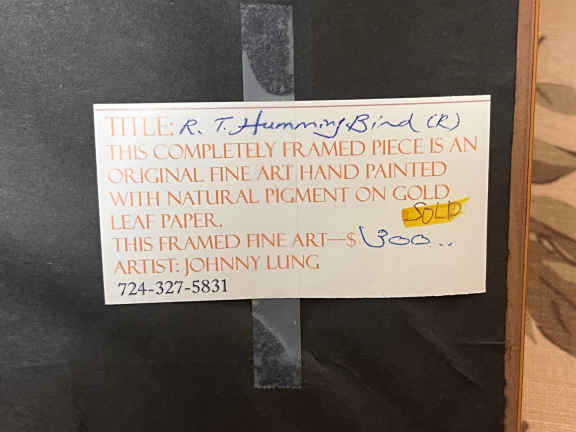 TITLE: R. T. Humming Bird (R)
THIS COMPLETELY FRAMED PIECE IS AN
ORIGINAL FINE ART HAND PAINTED
WITH NATURAL PIGMENT ON GOLD
LEAF PAPER.
SOLD
THIS FRAMED FINE ART—$ 300..
ARTIST: JOHNNY LUNG
724-327-5831